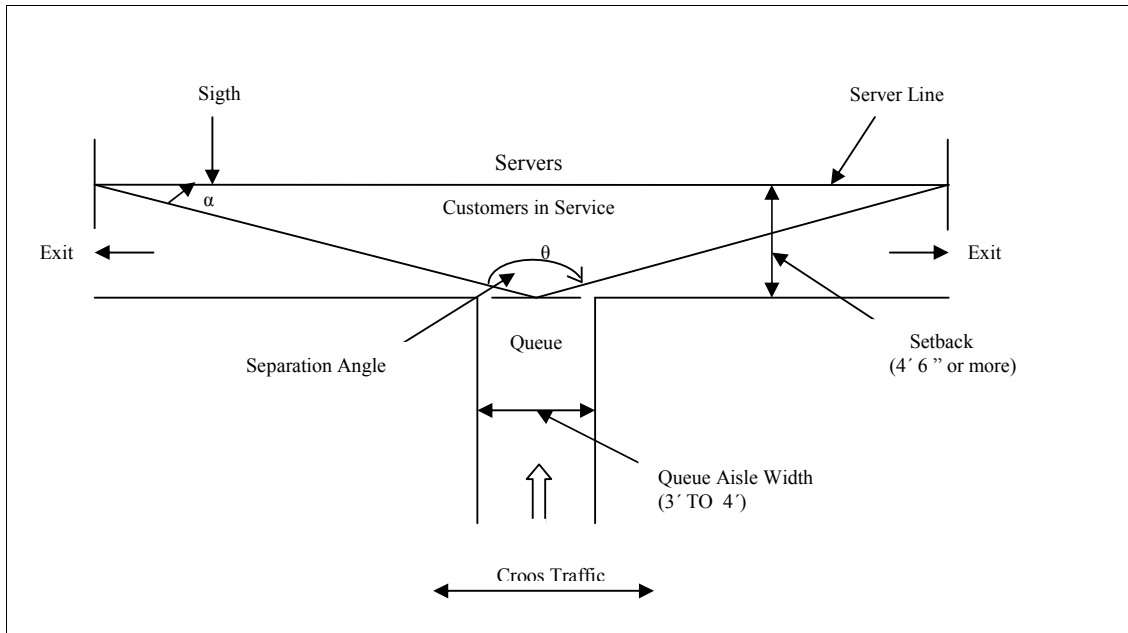 Sigth
Server Line
Servers
α
Customers in Service
Exit
θ
Exit
Queue
Separation Angle
Setback
(4´ 6 ” or more)
Queue Aisle Width
(3´ TO 4´)
Croos Traffic